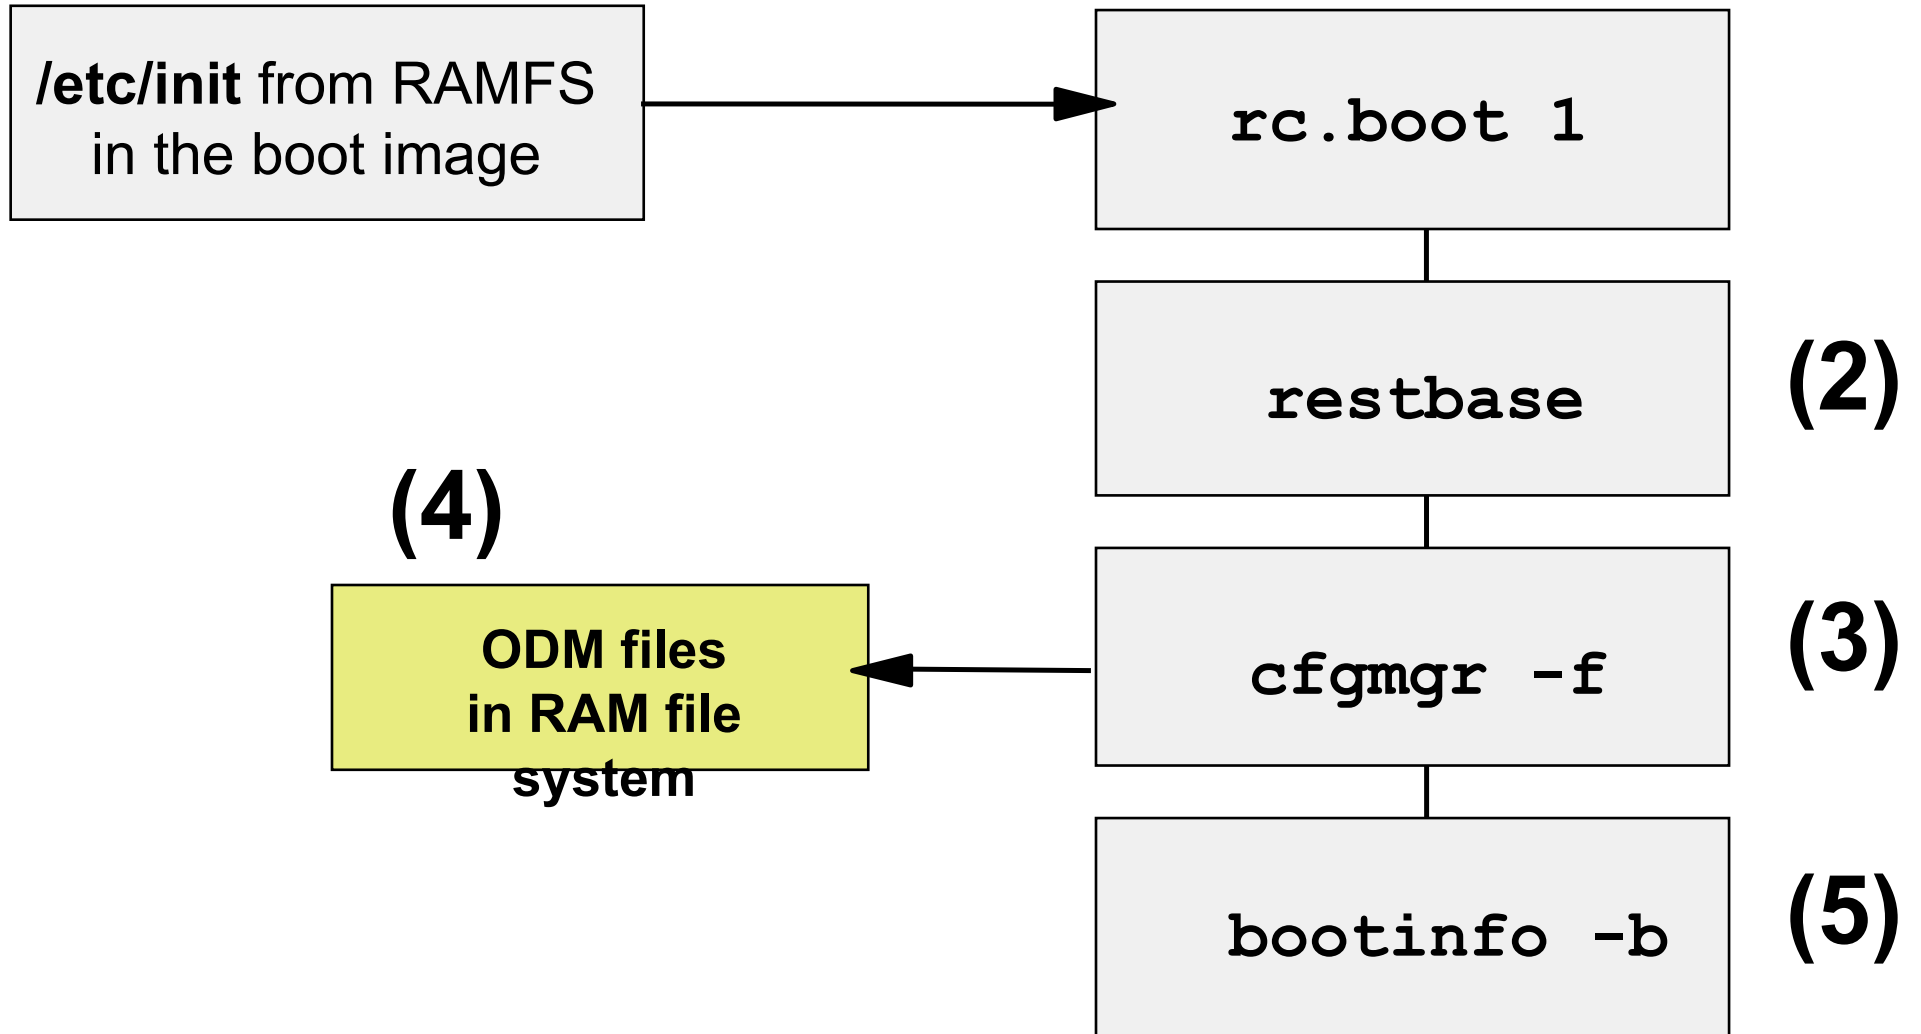 /etc/init from RAMFS
in the boot image
rc.boot 1
restbase
(2)
(4)
ODM files
in RAM file
system
cfgmgr -f
(3)
bootinfo -b
(5)